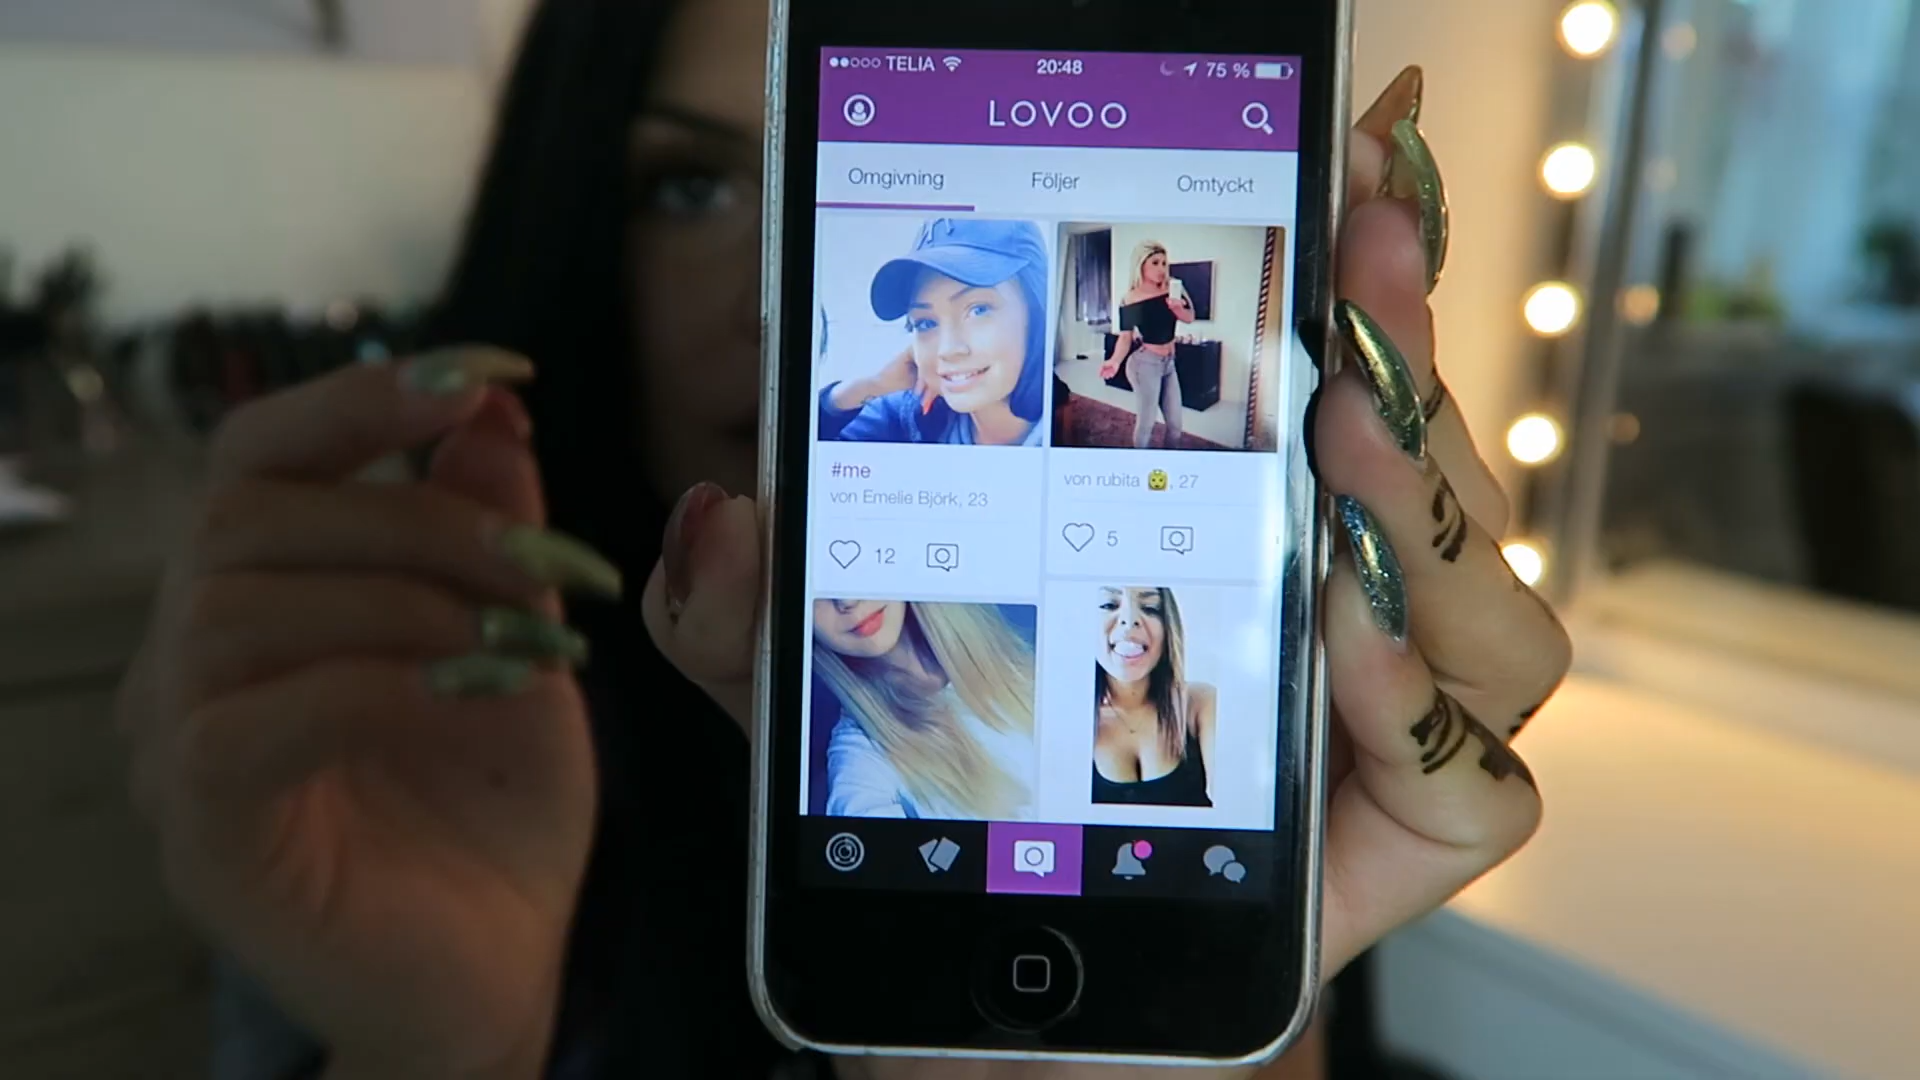 TELIA 20:48 75 %
LOVOO
Omgivning Följer Omtyckt
#me
von Emelie Björk, 23
12
von rubita 👸, 27
5